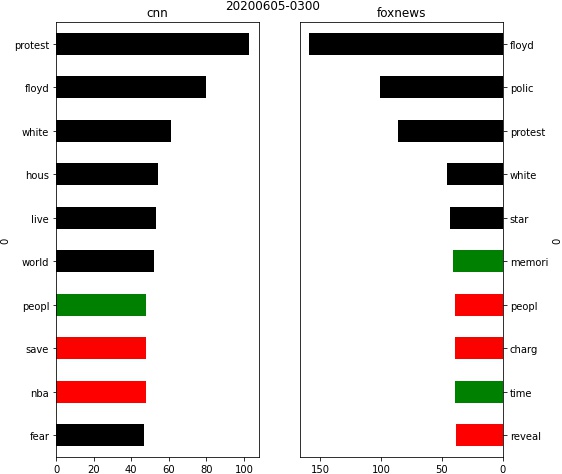 20200605-0300
cnn
foxnews
protest
floyd
white
hous
live
world
peopl
save
nba
fear
0
0 20 40 60 80 100
floyd
polic
protest
white
star
memori
peopl
charg
time
reveal
0
150 100 50 0